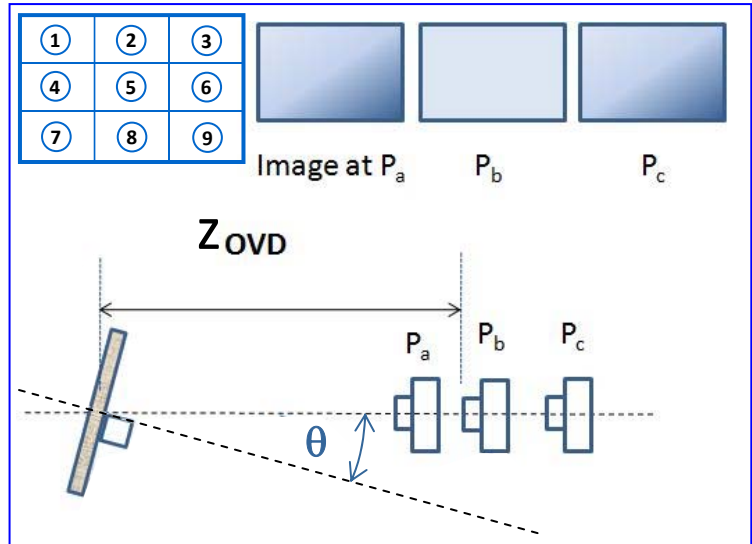 ① ② ③
④ ⑤ ⑥
⑦ ⑧ ⑨
Image at Pa Pb Pc
ZOVD
Pa Pb Pc
θ